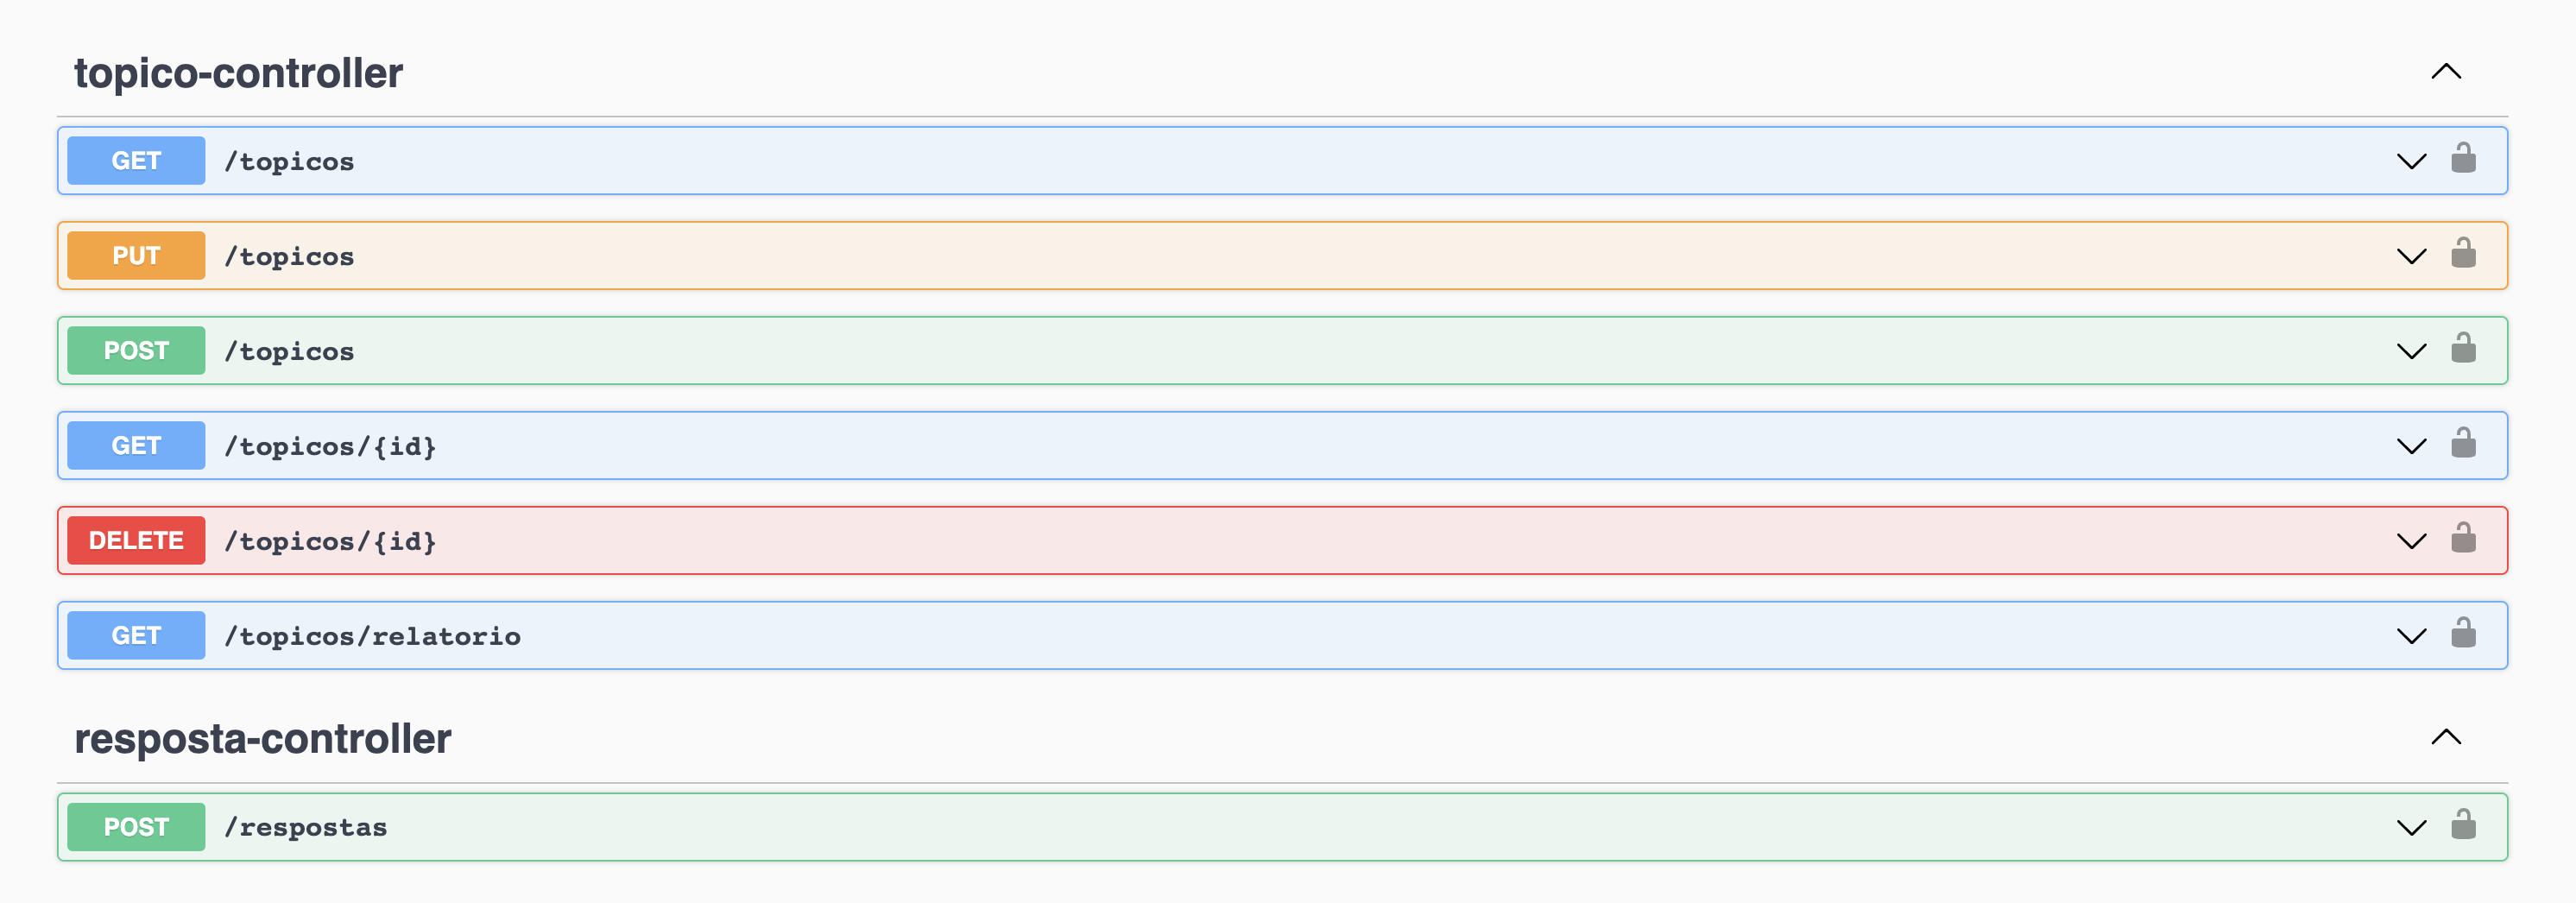 topico-controller
GET /topicos
PUT /topicos
POST /topicos
GET /topicos/{id}
DELETE /topicos/{id}
GET /topicos/relatorio
resposta-controller
POST /respostas